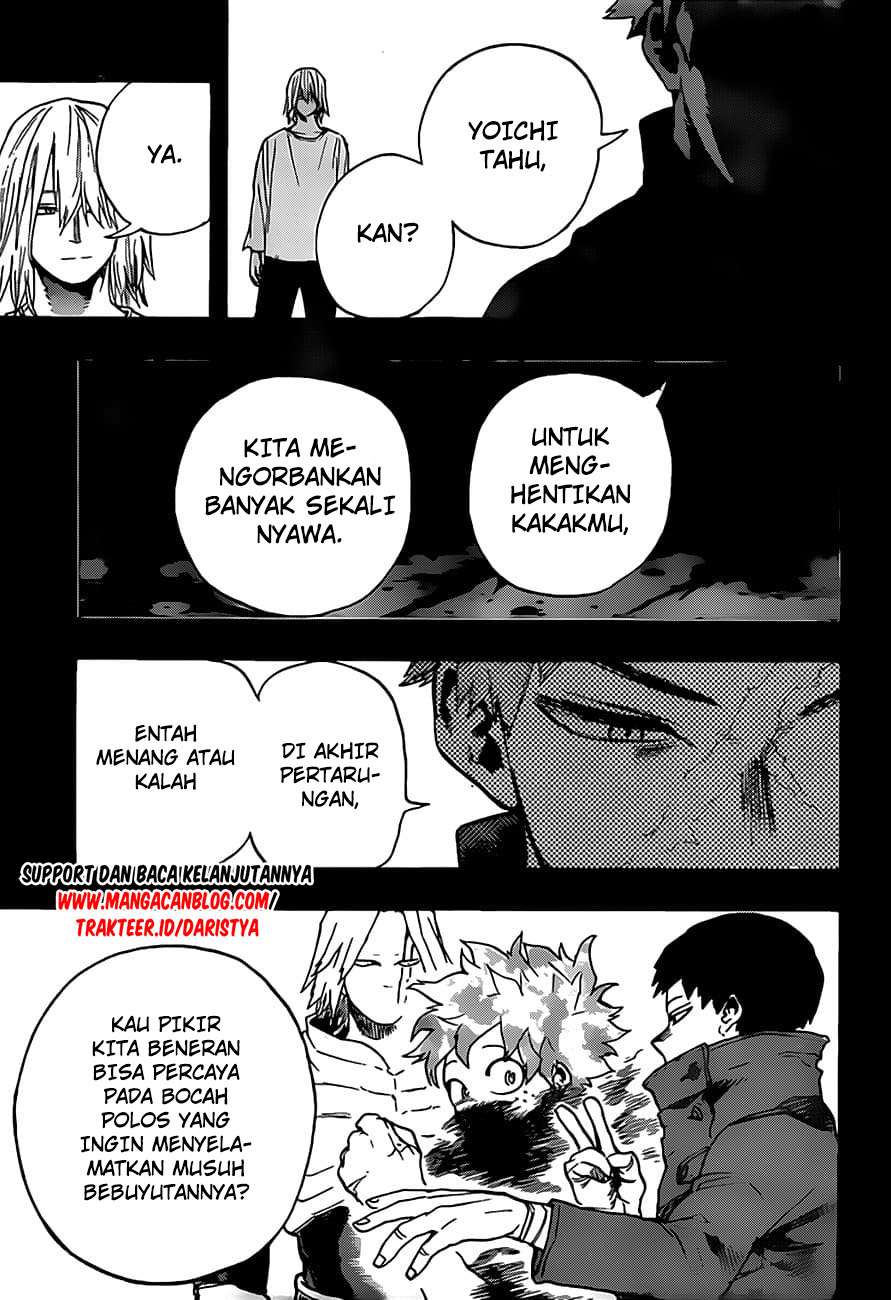 YOICHI
TAHU,
KAN?
YA.
UNTUK
MENG-
HENTIKAN
KAKAKMU,
KITA ME-
NGORBANKAN
BANYAK SEKALI
NYAWA.
DI AKHIR
PERTARU-
NGAN,
ENTAH
MENANG ATAU
KALAH
SUPPORT DAN BACA KELANJUTANNYA
WWW.MANGACANBLOG.COM/
TRAKTEER.ID/DARISTYA
KAU PIKIR
KITA BENERAN
BISA PERCAYA
PADA BOCAH
POLOS YANG
INGIN MENYELA-
MATKAN MUSUH
BEBUYUTANNYA?